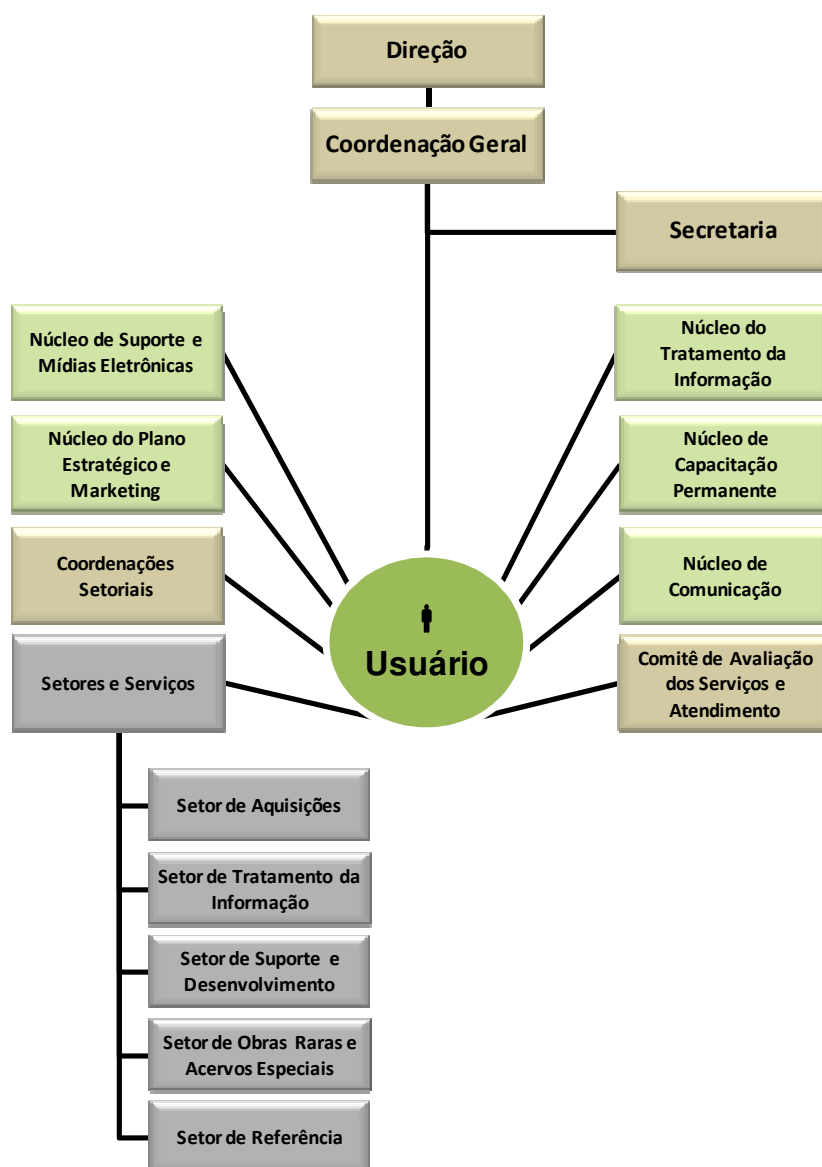 Direção
Coordenação Geral
Secretaria
Núcleo de Suporte e
Mídias Eletrônicas
Núcleo do Plano
Estratégico e
Marketing
Coordenações
Setoriais
Setores e Serviços
Núcleo do
Tratamento da
Informação
Núcleo de
Capacitação
Permanente
Núcleo de
Comunicação
Comitê de Avaliação
dos Serviços e
Atendimento
Usuário
Setor de Aquisições
Setor de Tratamento da
Informação
Setor de Suporte e
Desenvolvimento
Setor de Obras Raras e
Acervos Especiais
Setor de Referência